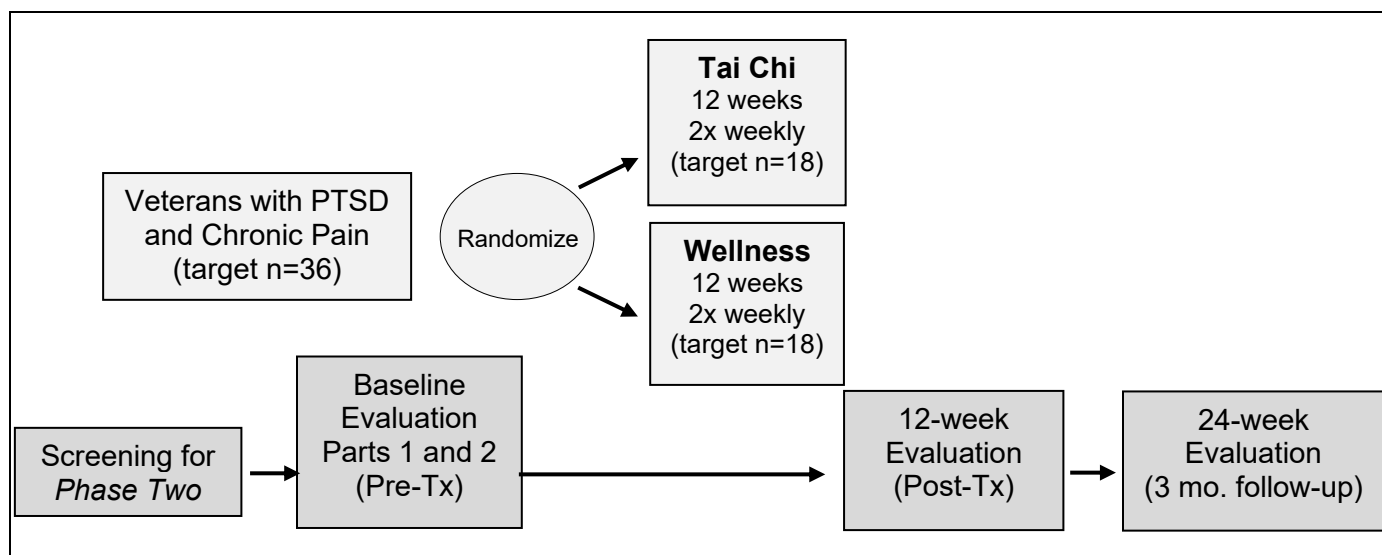 Tai Chi
12 weeks
2x weekly
(target n=18)
Veterans with PTSD
and Chronic Pain
(target n=36)
Randomize
Wellness
12 weeks
2x weekly
(target n=18)
Screening for
Phase Two
Baseline
Evaluation
Parts 1 and 2
(Pre-Tx)
12-week
Evaluation
(Post-Tx)
24-week
Evaluation
(3 mo. follow-up)